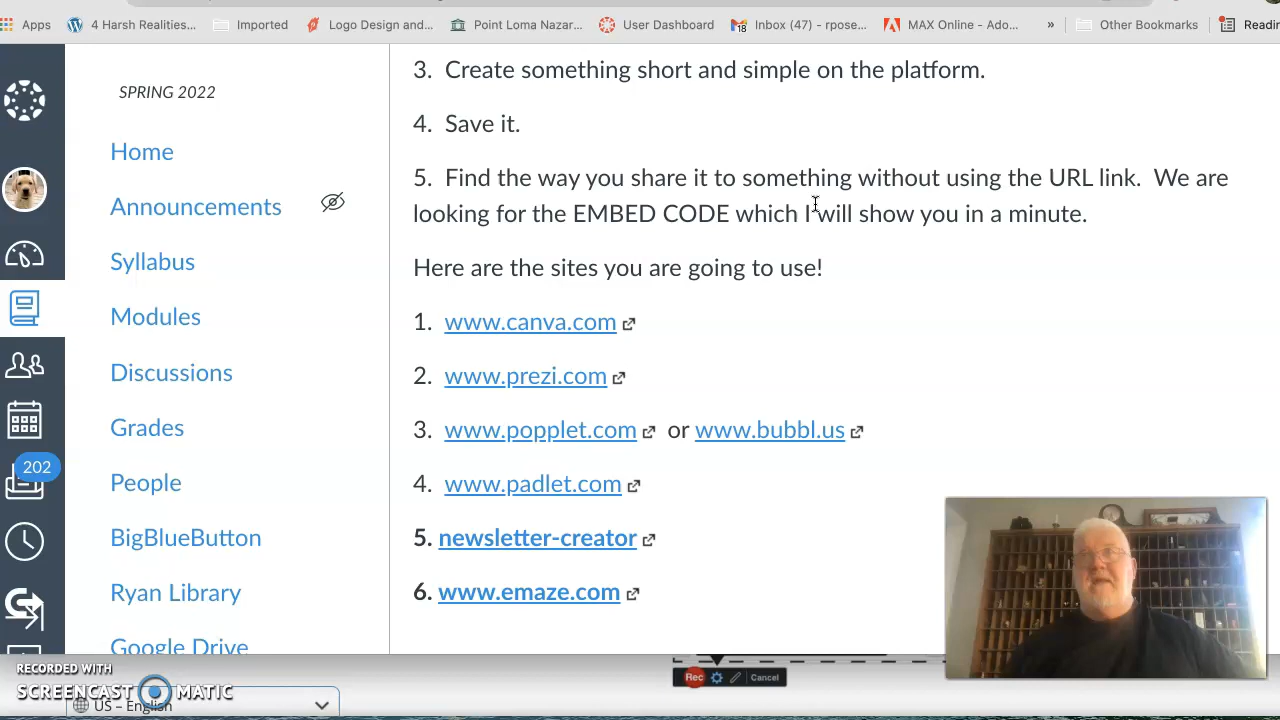 Apps
4 Harsh Realities...
Imported
Logo Design and...
Point Loma Nazar...
User Dashboard
18
Inbox (47) - rpose...
MAX Online - Ado...
»
Other Bookmarks
SPRING 2022
Home
Announcements
Syllabus
Modules
Discussions
Grades
202
People
BigBlueButton
Ryan Library
Google Drive
3. Create something short and simple on the platform.
4. Save it.
5. Find the way you share it to something without using the URL link. We are
looking for the EMBED CODE which I will show you in a minute.
Here are the sites you are going to use!
1. www.canva.com
2. www.prezi.com
3. www.popplet.com or www.bubbl.us
4. www.padlet.com
5. newsletter-creator
6. www.emaze.com
RECORDED WITH
SCREENCAST MATIC
US – English
Rec
Cancel